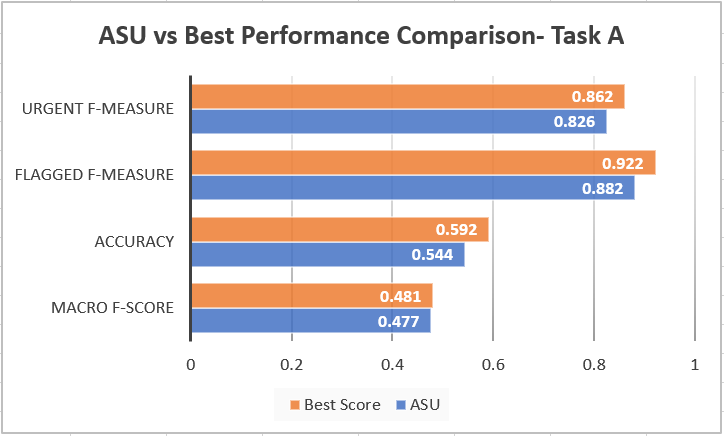 ASU vs Best Performance Comparison- Task A
URGENT F-MEASURE
0.862
0.826
FLAGGED F-MEASURE
0.922
0.882
ACCURACY
0.592
0.544
MACRO F-SCORE
0.481
0.477
0 0.2 0.4 0.6 0.8 1
Best Score ASU